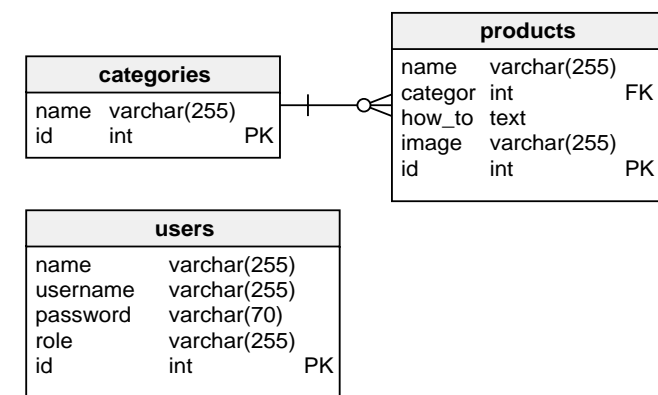 categories
name varchar(255)
id int PK
products
name varchar(255)
categor int FK
how_to text
image varchar(255)
id int PK
users
name varchar(255)
username varchar(255)
password varchar(70)
role varchar(255)
id int PK